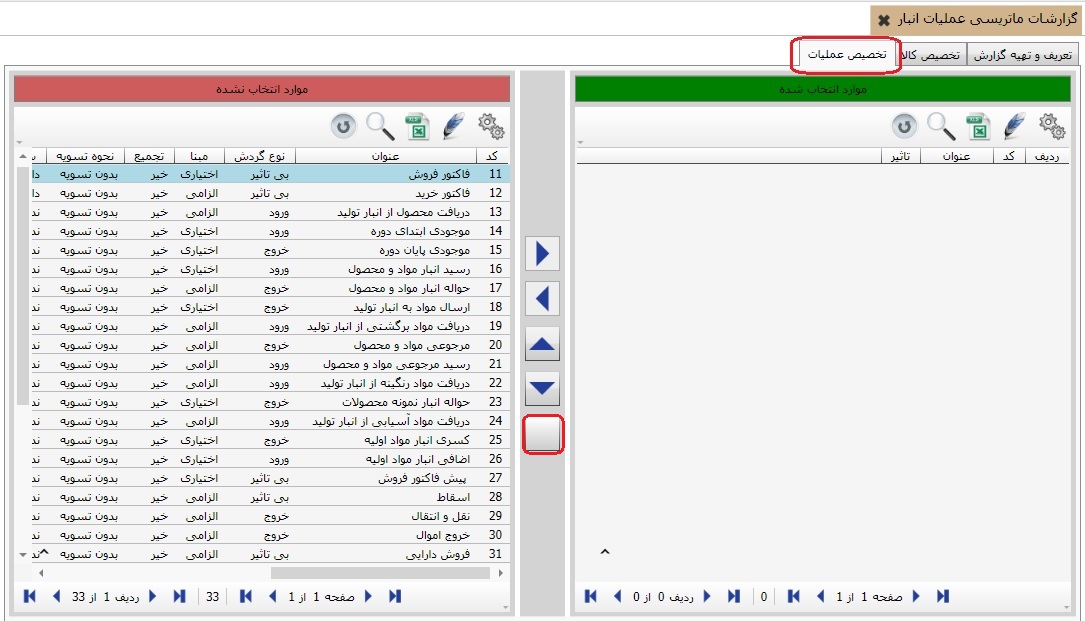 گزارشات ماتریسی عملیات انبار
تعریف و تهیه گزارش تخصیص کالا تخصیص عملیات
موارد انتخاب شده
ردیف کد عنوان تاثیر
صفحه 1 از 1 0 ردیف 0 از 0
موارد انتخاب نشده
کد عنوان نوع گردش مبنا تجمیع نحوه تسویه
11 فاکتور فروش بی تاثیر اختیاری خیر بدون تسویه دا
12 فاکتور خرید بی تاثیر الزامی خیر بدون تسویه دا
13 دریافت محصول از انبار تولید ورود الزامی خیر بدون تسویه ند
14 موجودی ابتدای دوره ورود اختیاری خیر بدون تسویه ند
15 موجودی پایان دوره خروج اختیاری خیر بدون تسویه ند
16 رسید انبار مواد و محصول ورود اختیاری خیر بدون تسویه ند
17 حواله انبار مواد و محصول خروج الزامی خیر بدون تسویه ند
18 ارسال مواد به انبار تولید خروج اختیاری خیر بدون تسویه ند
19 دریافت مواد برگشتی از انبار تولید ورود الزامی خیر بدون تسویه ند
20 مرجوعی مواد و محصول خروج الزامی خیر بدون تسویه ند
21 رسید مرجوعی مواد و محصول ورود الزامی خیر بدون تسویه ند
22 دریافت مواد رنگینه از انبار تولید ورود الزامی خیر بدون تسویه ند
23 حواله انبار نمونه محصولات خروج اختیاری خیر بدون تسویه ند
24 دریافت مواد آسیابی از انبار تولید ورود الزامی خیر بدون تسویه ند
25 کسری انبار مواد اولیه خروج اختیاری خیر بدون تسویه ند
26 اضافی انبار مواد اولیه ورود اختیاری خیر بدون تسویه ند
27 پیش فاکتور فروش بی تاثیر اختیاری خیر بدون تسویه ند
28 اسقاط بی تاثیر الزامی خیر بدون تسویه ند
29 نقل و انتقال خروج الزامی خیر بدون تسویه ند
30 خروج اموال خروج الزامی خیر بدون تسویه ند
31 فروش دارایی بی تاثیر الزامی خیر بدون تسویه ند
صفحه 1 از 1 33 ردیف 1 از 33